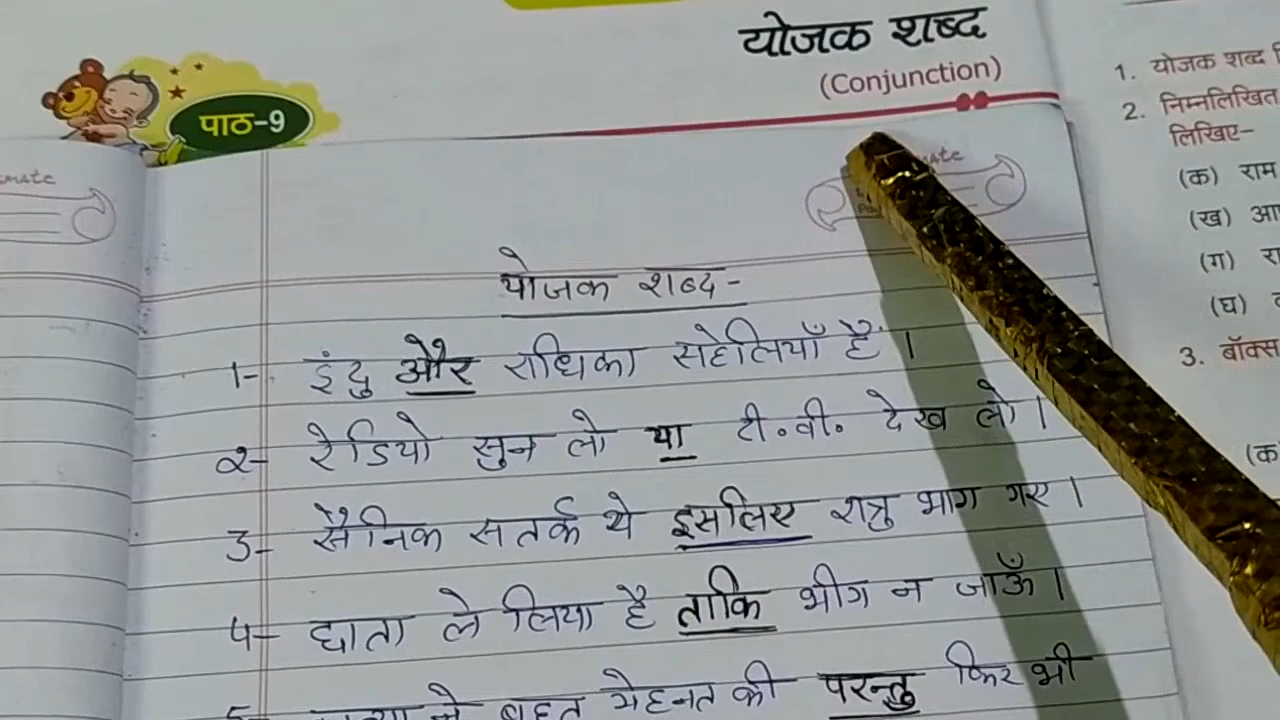 योजक शब्द
(Conjunction)
पाठ-9
योजक शब्द-
1- इंदु और राधिका सहेलियाँ हैं ।
2- रेडियो सुन लो या टी.वी. देख लो ।
3- सैनिक सतर्क थे इसलिए शत्रु भाग गए ।
4- छाता ले लिया है ताकि भीग न जाऊँ ।
5- ने बहुत मेहनत की परन्तु फिर भी
1. योजक शब्द
2. निम्नलिखित
लिखिए-
(क) राम
(ख)
(ग)
(घ)
3. बॉक्स
(क